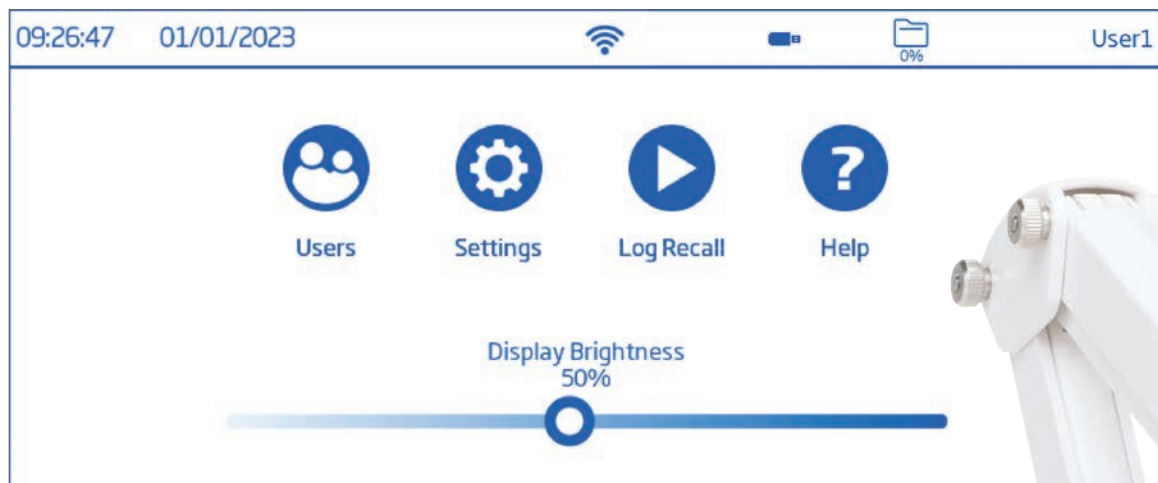 09:26:47 01/01/2023 User1
0%
Users Settings Log Recall Help
Display Brightness
50%